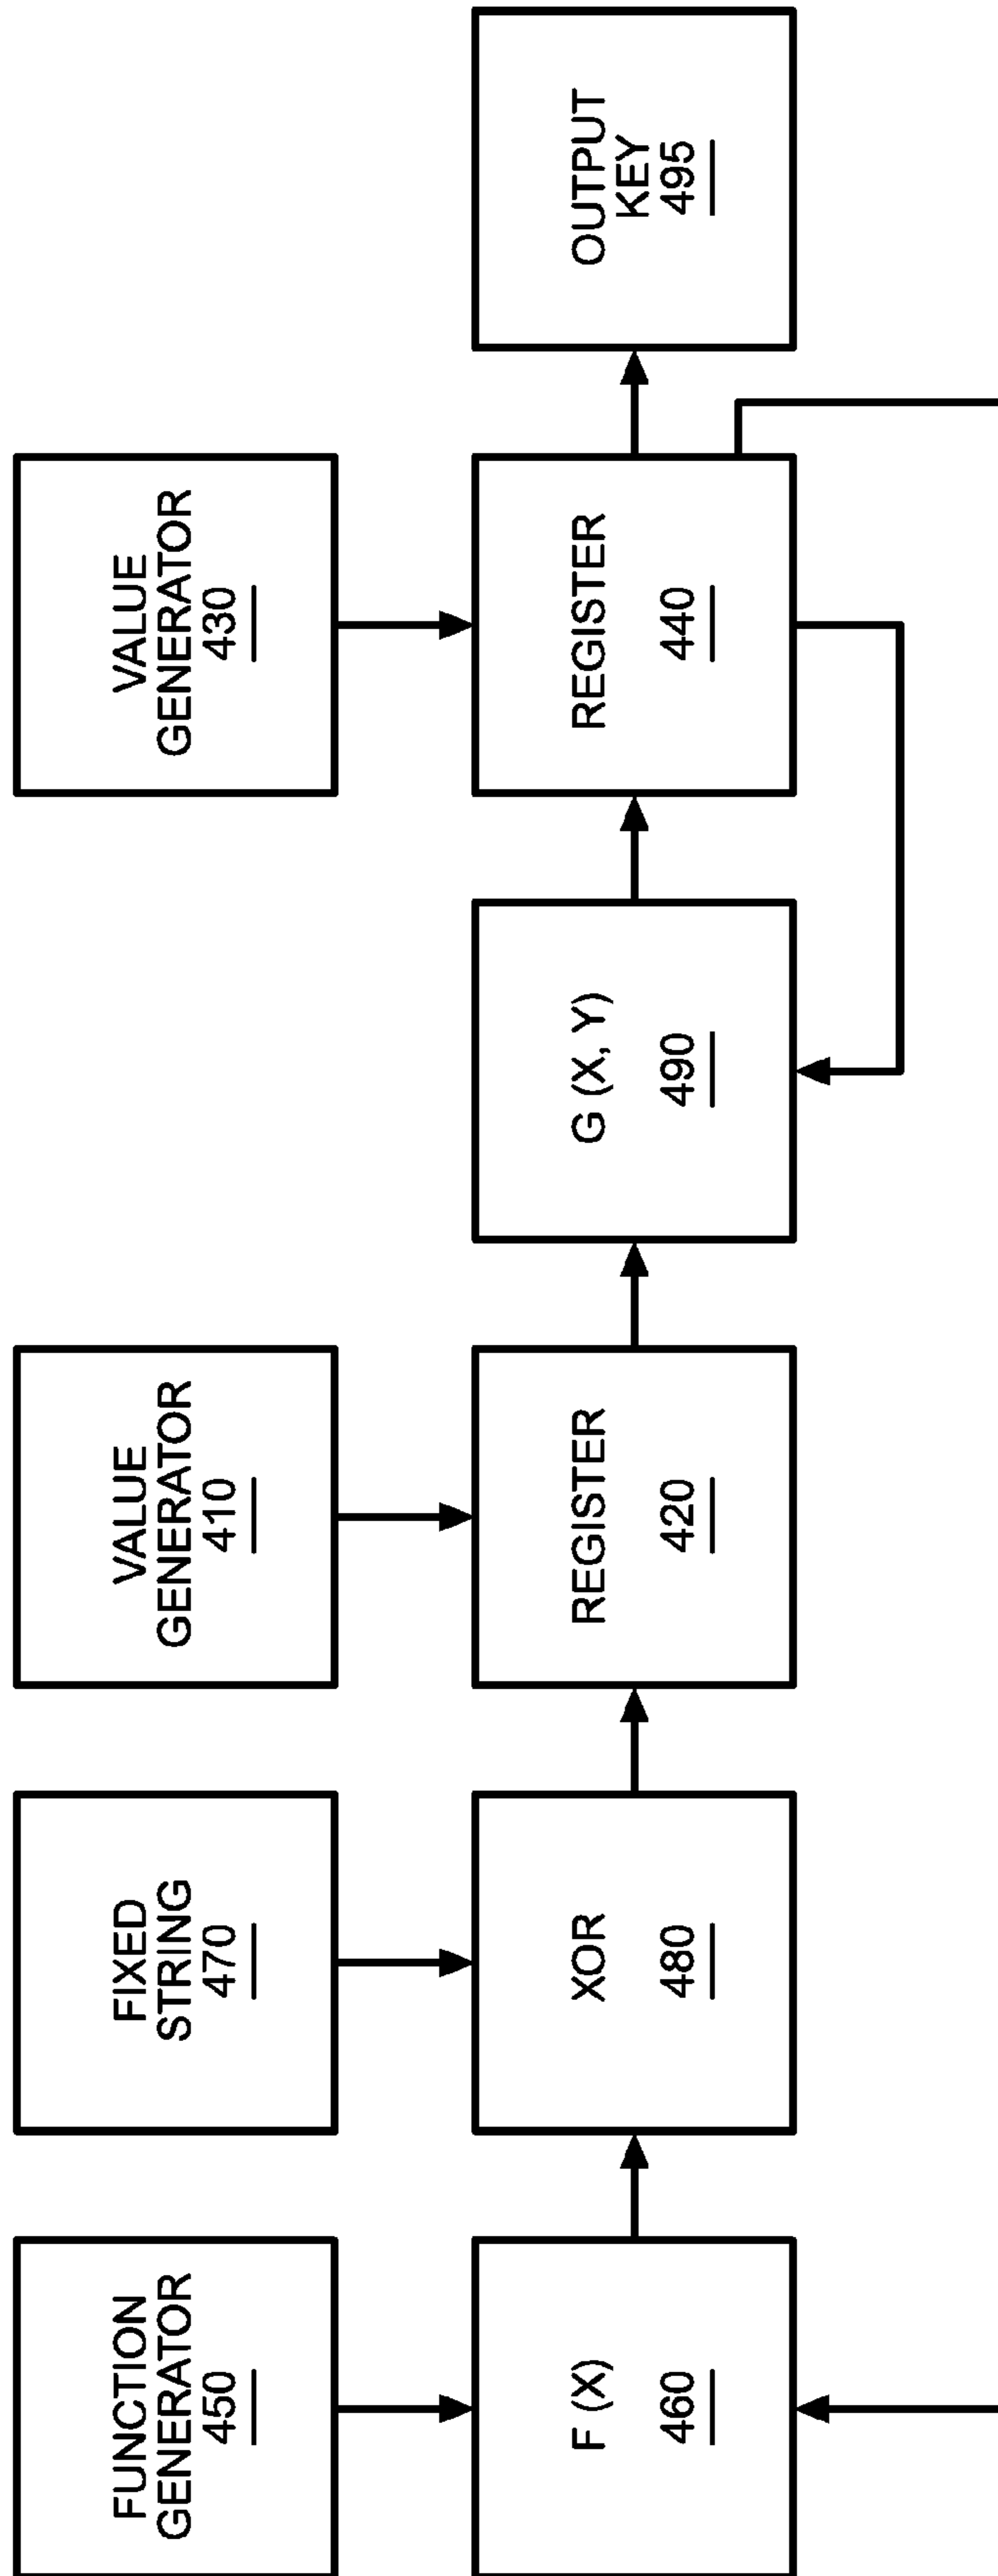 FUNCTION
GENERATOR
450
FIXED
STRING
470
VALUE
GENERATOR
410
VALUE
GENERATOR
430
F (X)
460
XOR
480
REGISTER
420
G (X, Y)
490
REGISTER
440
OUTPUT
KEY
495